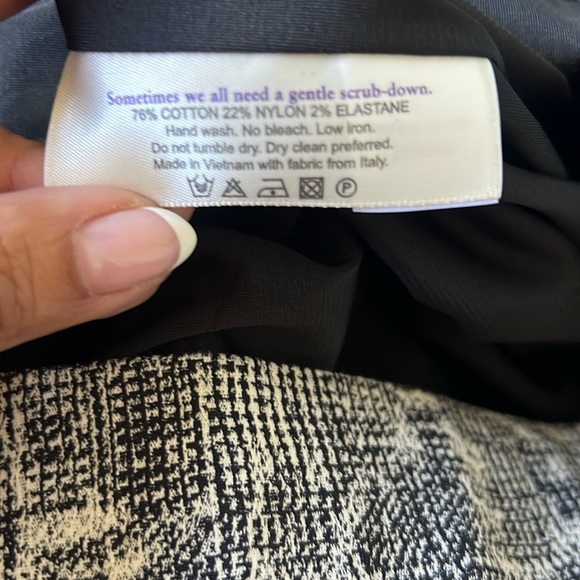 Sometimes we all need a gentle scrub-down.
76% COTTON 22% NYLON 2% ELASTANE
Hand wash. No bleach. Low iron.
Do not tumble dry. Dry clean preferred.
Made in Vietnam with fabric from Italy.
P